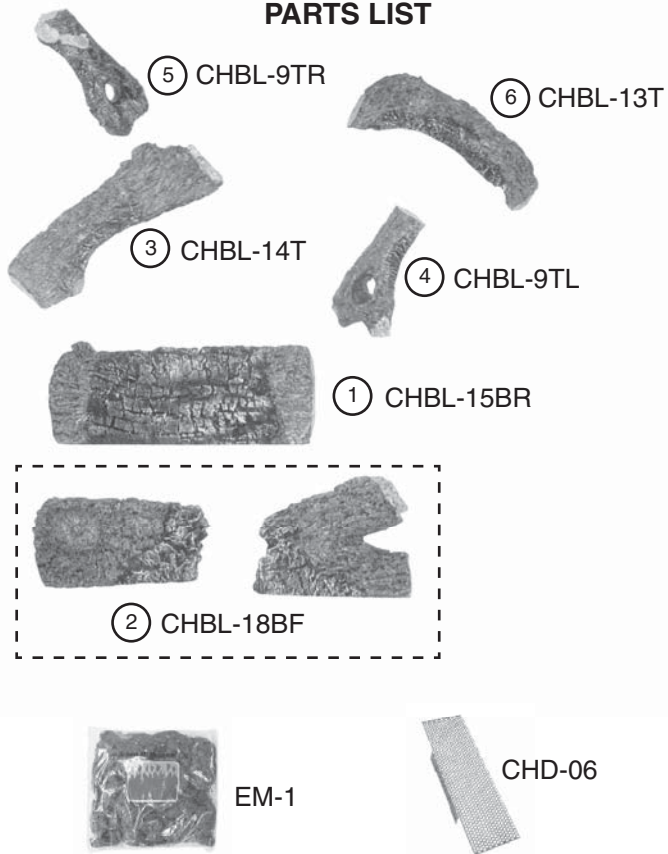 PARTS LIST
5 CHBL-9TR
6 CHBL-13T
3 CHBL-14T
4 CHBL-9TL
1 CHBL-15BR
2 CHBL-18BF
EM-1
CHD-06